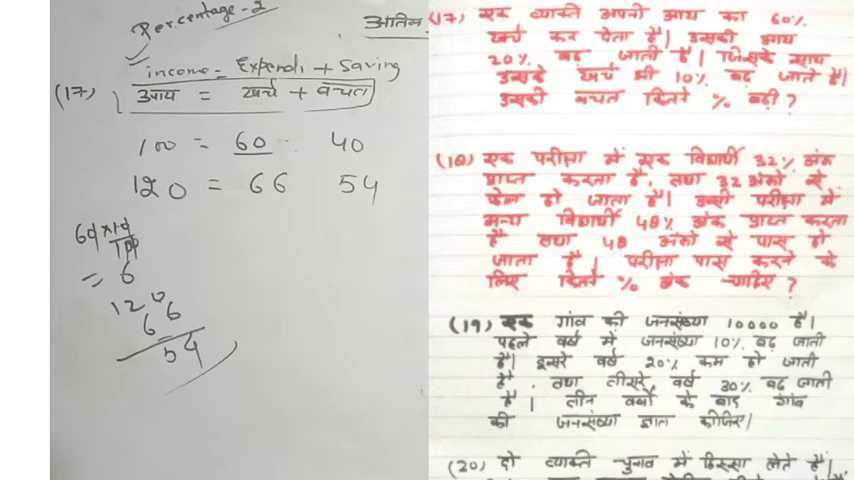 Percentage-2
income = Expendi + Saving
(17) आय = खर्च + बचत
100 = 60 40
120 = 66 54
60×10
100
= 6
120
66
54
(17) एक व्यक्ति अपनी आय का 60%
खर्च कर देता है। उसकी आय
20% बढ़ जाती है। जिसके साथ
उसके खर्च भी 10% बढ़ जाते है।
उसकी बचत कितने % बढ़ी ?
(18) एक परीक्षा में एक विद्यार्थी 32% अंक
प्राप्त करता है, तथा 32 अंको से
फेल हो जाता है। उसी परीक्षा में
अन्य विद्यार्थी 48% अंक प्राप्त करता
है तथा 48 अंको से पास हो
जाता है। परीक्षा पास करने के
लिए कितने % अंक चाहिए ?
(19) एक गांव की जनसंख्या 10000 है।
पहले वर्ष में जनसंख्या 10% बढ़ जाती
है। दूसरे वर्ष 20% कम हो जाती
है. तथा तीसरे, वर्ष 30% बढ़ जाती
है। तीन वर्षो के बाद गांव
की जनसंख्या ज्ञात कीजिए।
(20) दो व्यक्ति चुनाव में हिस्सा लेते हैं।